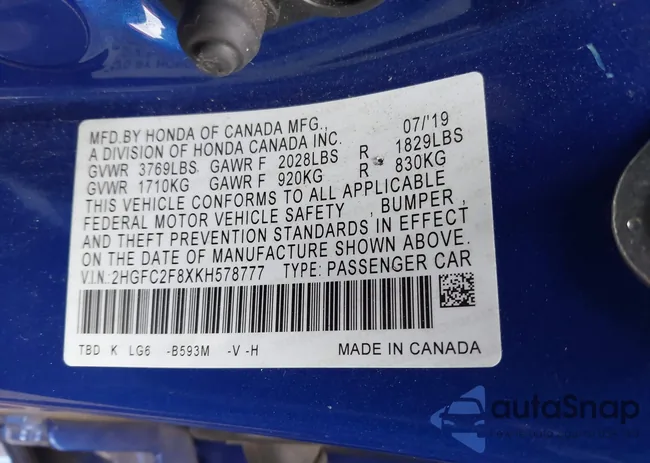 MFD.BY HONDA OF CANADA MFG., 07/'19
A DIVISION OF HONDA CANADA INC.
GVWR 3769LBS GAWR F 2028LBS R 1829LBS
GVWR 1710KG GAWR F 920KG R 830KG
THIS VEHICLE CONFORMS TO ALL APPLICABLE
FEDERAL MOTOR VEHICLE SAFETY , BUMPER,
AND THEFT PREVENTION STANDARDS IN EFFECT
ON THE DATE OF MANUFACTURE SHOWN ABOVE.
V.I.N.:2HGFC2F8XKH578777 TYPE: PASSENGER CAR
TBD K LG6 -B593M -V -H MADE IN CANADA
autoSnap